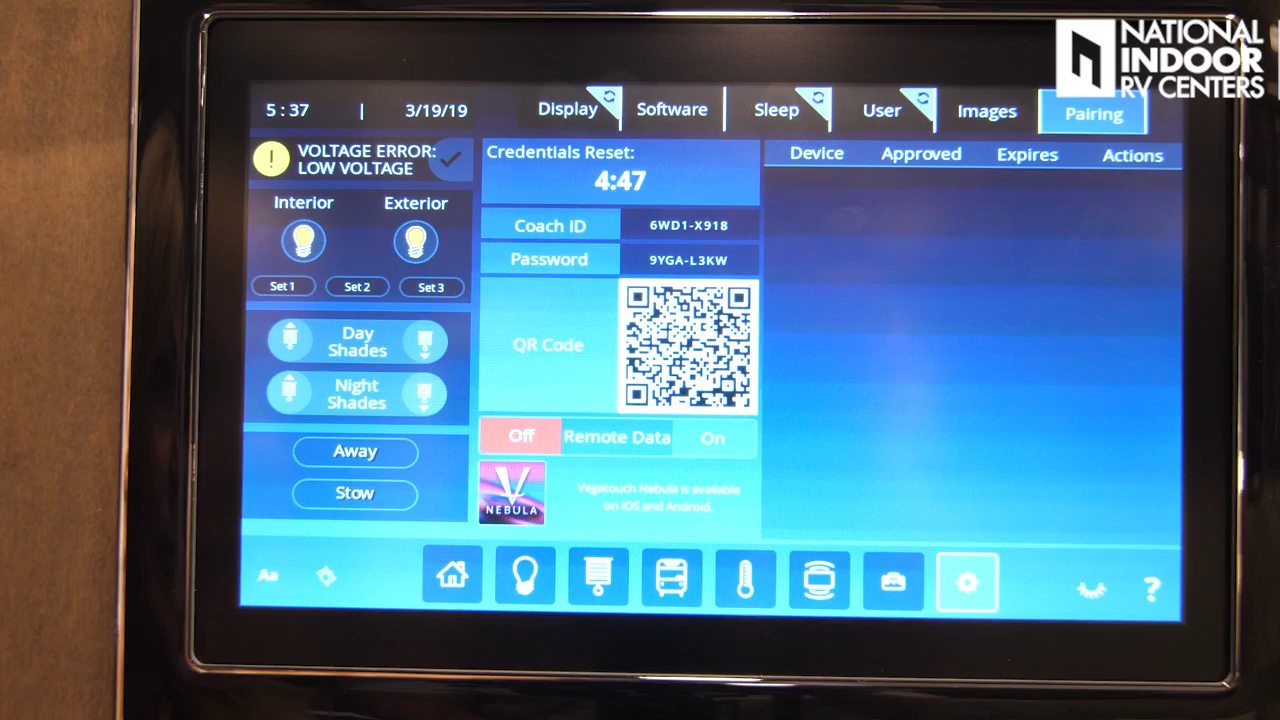 NATIONAL
INDOOR
RV CENTERS
5:37 | 3/19/19
Display Software Sleep User Images Pairing
! VOLTAGE ERROR:
LOW VOLTAGE
Interior Exterior
Set 1 Set 2 Set 3
Day
Shades
Night
Shades
Away
Stow
Credentials Reset:
4:47
Coach ID 6WD1-X918
Password 9YGA-L3KW
QR Code
Off Remote Data On
V
NEBULA
Vegatouch Nebula is available
on iOS and Android.
Device Approved Expires Actions
Aa ?